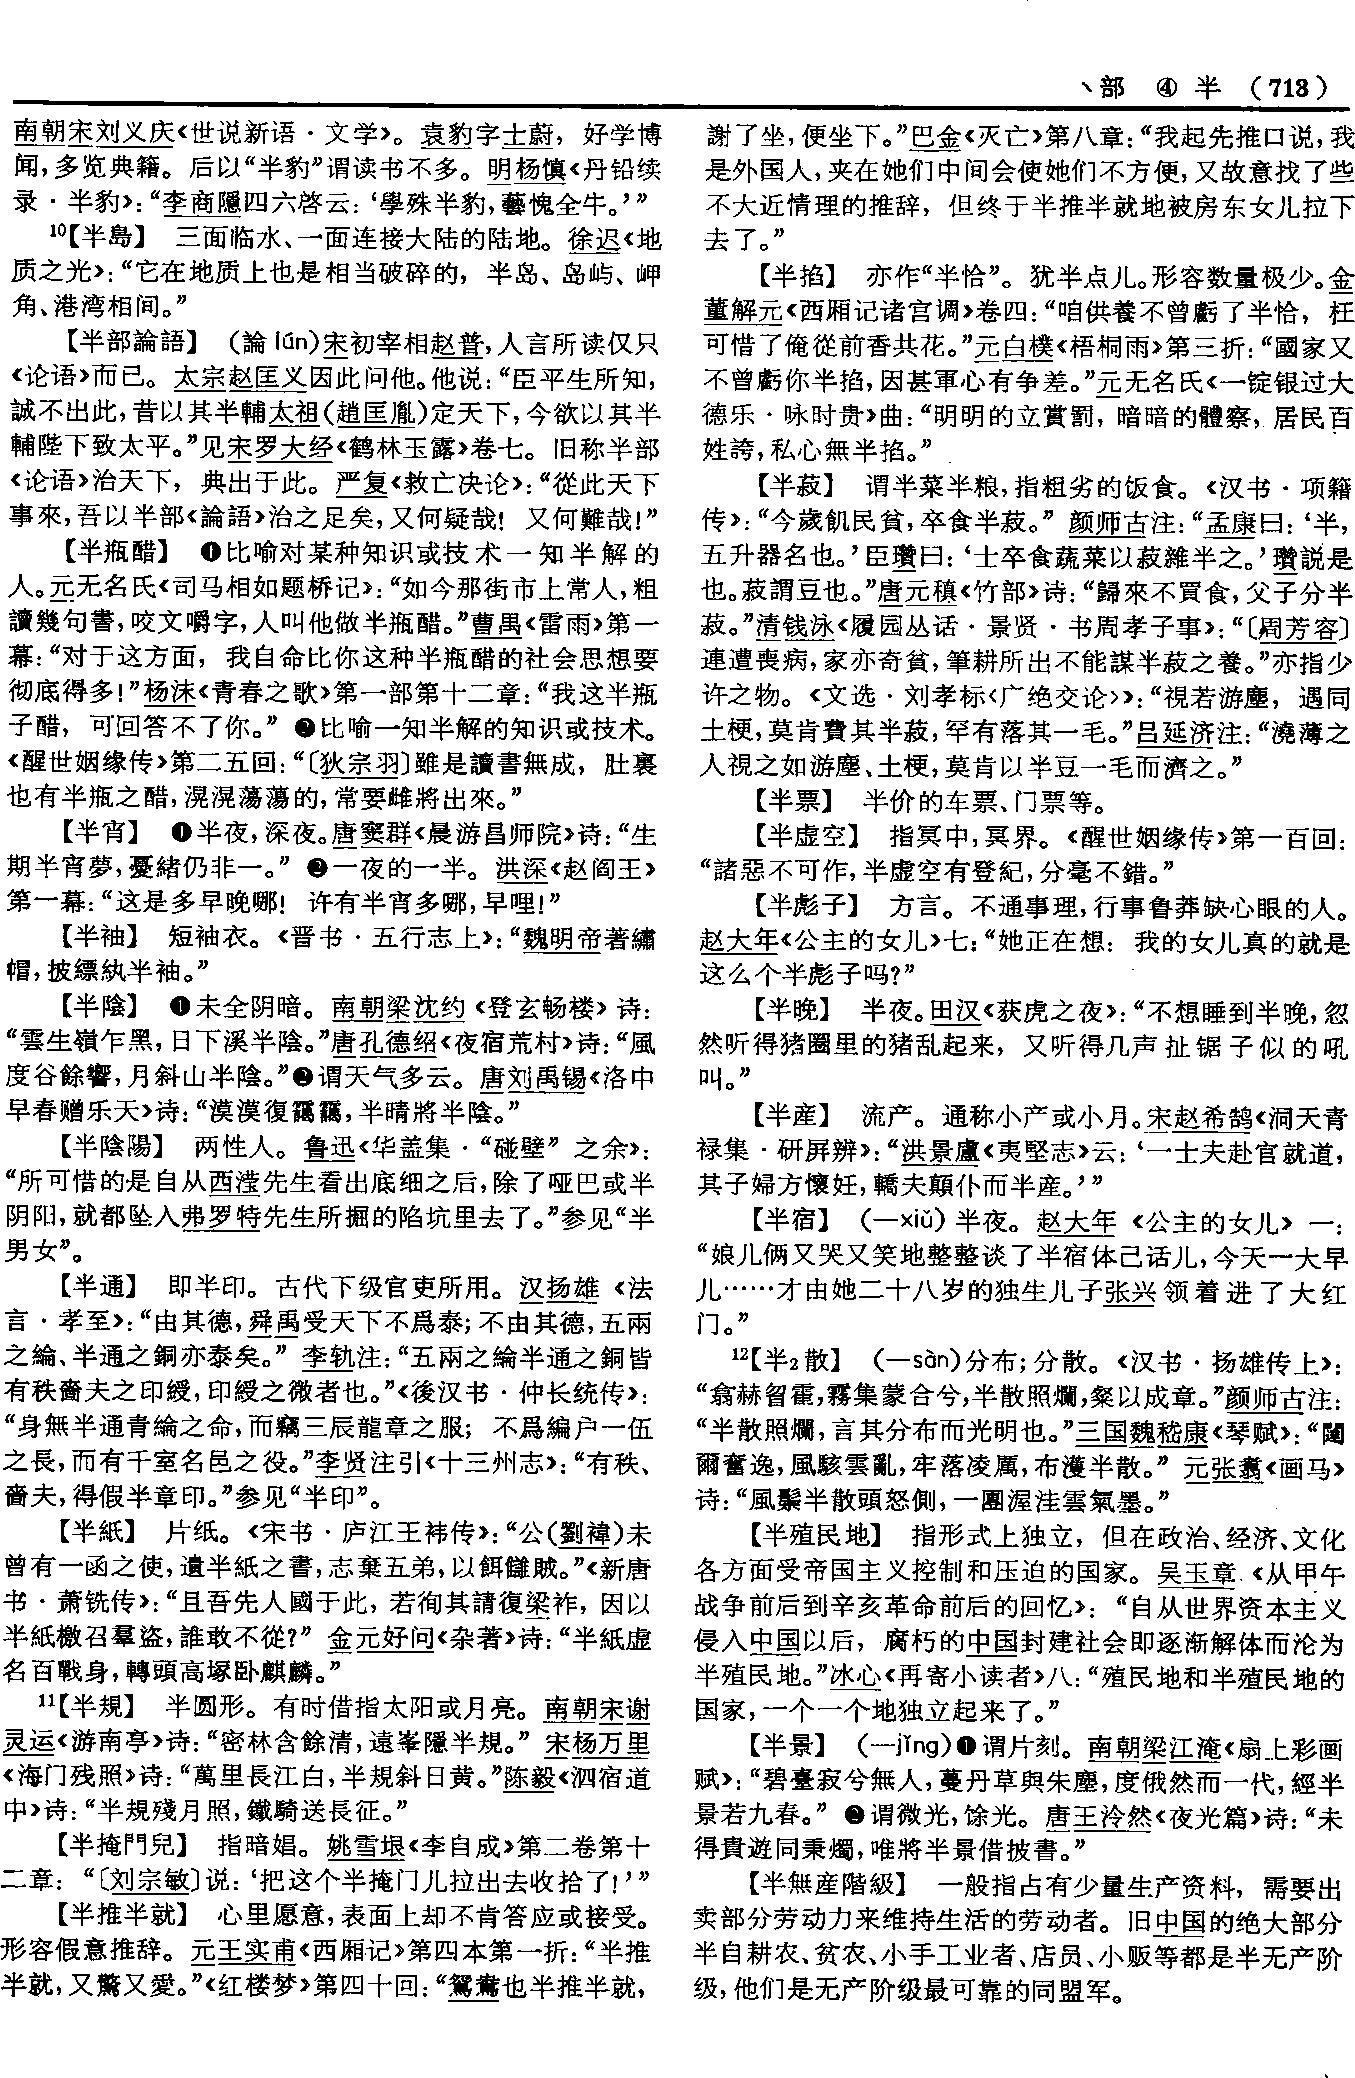 丶部 ④ 半 (713)
南朝宋刘义庆《世说新语·文学》。袁豹字士蔚，好学博
闻，多览典籍。后以“半豹”谓读书不多。明杨慎《丹铅续
录·半豹》：“李商隱四六啓云：‘學殊半豹，藝愧全牛。’”
10【半島】 三面临水、一面连接大陆的陆地。徐迟《地
质之光》：“它在地质上也是相当破碎的，半岛、岛屿、岬
角、港湾相间。”
【半部論語】 (論 lún)宋初宰相赵普，人言所读仅只
《论语》而已。太宗赵匡义因此问他。他说：“臣平生所知，
誠不出此，昔以其半輔太祖(趙匡胤)定天下，今欲以其半
輔陛下致太平。”见宋罗大经《鹤林玉露》卷七。旧称半部
《论语》治天下，典出于此。严复《救亡决论》：“從此天下
事來，吾以半部《論語》治之足矣，又何疑哉！又何難哉！”
【半瓶醋】 ❶比喻对某种知识或技术一知半解的
人。元无名氏《司马相如题桥记》：“如今那街市上常人，粗
讀幾句書，咬文嚼字，人叫他做半瓶醋。”曹禺《雷雨》第一
幕：“对于这方面，我自命比你这种半瓶醋的社会思想要
彻底得多！”杨沫《青春之歌》第一部第十二章：“我这半瓶
子醋，可回答不了你。” ❷比喻一知半解的知识或技术。
《醒世姻缘传》第二五回：“〔狄宗羽〕雖是讀書無成，肚裏
也有半瓶之醋，滉滉蕩蕩的，常要雌將出來。”
【半宵】 ❶半夜，深夜。唐窦群《晨游昌师院》诗：“生
期半宵夢，憂緒仍非一。” ❷一夜的一半。洪深《赵阎王》
第一幕：“这是多早晚哪！许有半宵多哪，早哩！”
【半袖】 短袖衣。《晋书·五行志上》：“魏明帝著繡
帽，披縹紈半袖。”
【半陰】 ❶未全阴暗。南朝梁沈约《登玄畅楼》诗：
“雲生嶺乍黑，日下溪半陰。”唐孔德绍《夜宿荒村》诗：“風
度谷餘響，月斜山半陰。”❷谓天气多云。唐刘禹锡《洛中
早春赠乐天》诗：“漠漠復靄靄，半晴將半陰。”
【半陰陽】 两性人。鲁迅《华盖集·“碰壁”之余》：
“所可惜的是自从西滢先生看出底细之后，除了哑巴或半
阴阳，就都坠入弗罗特先生所掘的陷坑里去了。”参见“半
男女”。
【半通】 即半印。古代下级官吏所用。汉扬雄《法
言·孝至》：“由其德，舜禹受天下不爲泰；不由其德，五兩
之綸、半通之銅亦泰矣。” 李轨注：“五兩之綸半通之銅皆
有秩嗇夫之印綬，印綬之微者也。”《後汉书·仲长统传》：
“身無半通青綸之命，而竊三辰龍章之服；不爲編户一伍
之長，而有千室名邑之役。”李贤注引《十三州志》：“有秩、
嗇夫，得假半章印。”参见“半印”。
【半紙】 片纸。《宋书·庐江王祎传》：“公(劉禕)未
曾有一函之使，遺半紙之書，志棄五弟，以餌讎賊。”《新唐
书·萧铣传》：“且吾先人國于此，若徇其請復梁祚，因以
半紙檄召羣盗，誰敢不從？” 金元好问《杂著》诗：“半紙虚
名百戰身，轉頭高塚卧麒麟。”
11【半規】 半圆形。有时借指太阳或月亮。南朝宋谢
灵运《游南亭》诗：“密林含餘清，遠峯隱半規。” 宋杨万里
《海门残照》诗：“萬里長江白，半規斜日黄。”陈毅《泗宿道
中》诗：“半規殘月照，鐵騎送長征。”
【半掩門兒】 指暗娼。姚雪垠《李自成》第二卷第十
二章：“〔刘宗敏〕说：‘把这个半掩门儿拉出去收拾了！’”
【半推半就】 心里愿意，表面上却不肯答应或接受。
形容假意推辞。元王实甫《西厢记》第四本第一折：“半推
半就，又驚又愛。”《红楼梦》第四十回：“鴛鴦也半推半就，
謝了坐，便坐下。”巴金《灭亡》第八章：“我起先推口说，我
是外国人，夹在她们中间会使她们不方便，又故意找了些
不大近情理的推辞，但终于半推半就地被房东女儿拉下
去了。”
【半掐】 亦作“半恰”。犹半点儿。形容数量极少。金
董解元《西厢记诸宫调》卷四：“咱供養不曾虧了半恰，枉
可惜了俺從前香共花。”元白樸《梧桐雨》第三折：“國家又
不曾虧你半掐，因甚軍心有争差。”元无名氏《一锭银过大
德乐·咏时贵》曲：“明明的立賞罰，暗暗的體察，居民百
姓誇，私心無半掐。”
【半菽】 谓半菜半粮，指粗劣的饭食。《汉书·项籍
传》：“今歲飢民貧，卒食半菽。” 颜师古注：“孟康曰：‘半，
五升器名也。’臣瓚曰：‘士卒食蔬菜以菽雜半之。’瓚説是
也。菽謂豆也。”唐元稹《竹部》诗：“歸來不買食，父子分半
菽。”清钱泳《履园丛话·景贤·书周孝子事》：“〔周芳容〕
連遭喪病，家亦奇貧，筆耕所出不能謀半菽之養。”亦指少
许之物。《文选·刘孝标〈广绝交论〉》：“視若游塵，遇同
土梗，莫肯費其半菽，罕有落其一毛。”吕延济注：“澆薄之
人視之如游塵、土梗，莫肯以半豆一毛而濟之。”
【半票】 半价的车票、门票等。
【半虚空】 指冥中，冥界。《醒世姻缘传》第一百回：
“諸惡不可作，半虚空有登紀，分毫不錯。”
【半彪子】 方言。不通事理，行事鲁莽缺心眼的人。
赵大年《公主的女儿》七：“她正在想：我的女儿真的就是
这么个半彪子吗？”
【半晚】 半夜。田汉《获虎之夜》：“不想睡到半晚，忽
然听得猪圈里的猪乱起来，又听得几声扯锯子似的吼
叫。”
【半産】 流产。通称小产或小月。宋赵希鹄《洞天青
禄集·研屏辨》：“洪景盧《夷堅志》云：‘一士夫赴官就道，
其子婦方懷妊，轎夫顛仆而半産。’”
【半宿】 (—xiǔ) 半夜。赵大年《公主的女儿》一：
“娘儿俩又哭又笑地整整谈了半宿体己话儿，今天一大早
儿……才由她二十八岁的独生儿子张兴领着进了大红
门。”
12【半₂散】 (—sàn)分布；分散。《汉书·扬雄传上》：
“翕赫曶霍，霧集蒙合兮，半散照爛，粲以成章。”颜师古注：
“半散照爛，言其分布而光明也。”三国魏嵇康《琴赋》：“闥
爾奮逸，風駭雲亂，牢落凌厲，布濩半散。” 元张翥《画马》
诗：“風鬃半散頭怒側，一團渥洼雲氣墨。”
【半殖民地】 指形式上独立，但在政治、经济、文化
各方面受帝国主义控制和压迫的国家。吴玉章《从甲午
战争前后到辛亥革命前后的回忆》：“自从世界资本主义
侵入中国以后，腐朽的中国封建社会即逐渐解体而沦为
半殖民地。”冰心《再寄小读者》八：“殖民地和半殖民地的
国家，一个一个地独立起来了。”
【半景】 (—jǐng)❶谓片刻。南朝梁江淹《扇上彩画
赋》：“碧臺寂兮無人，蔓丹草與朱塵，度俄然而一代，經半
景若九春。” ❷谓微光，馀光。唐王泠然《夜光篇》诗：“未
得貴遊同秉燭，唯將半景借披書。”
【半無産階級】 一般指占有少量生产资料，需要出
卖部分劳动力来维持生活的劳动者。旧中国的绝大部分
半自耕农、贫农、小手工业者、店员、小贩等都是半无产阶
级，他们是无产阶级最可靠的同盟军。